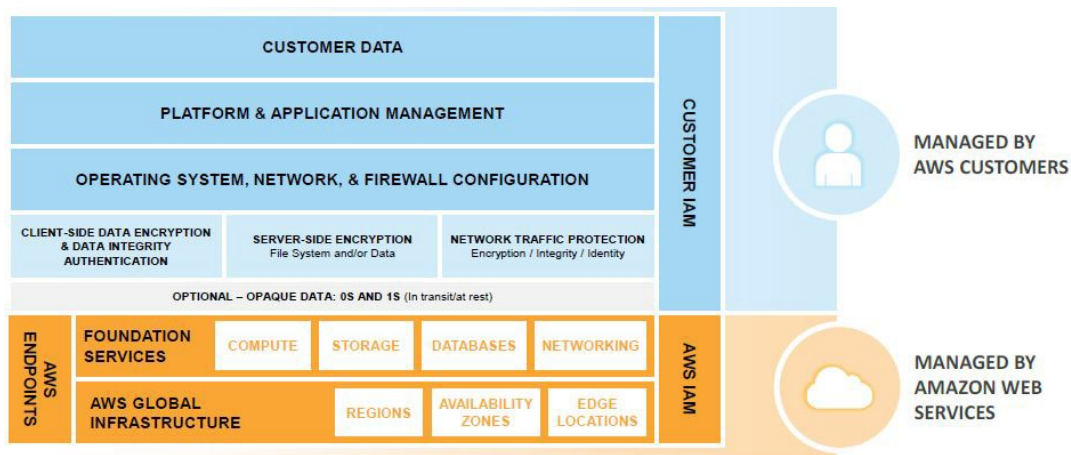 CUSTOMER DATA
PLATFORM & APPLICATION MANAGEMENT
OPERATING SYSTEM, NETWORK, & FIREWALL CONFIGURATION
CLIENT-SIDE DATA ENCRYPTION
& DATA INTEGRITY
AUTHENTICATION
SERVER-SIDE ENCRYPTION
File System and/or Data
NETWORK TRAFFIC PROTECTION
Encryption / Integrity / Identity
OPTIONAL – OPAQUE DATA: 0S AND 1S (In transit/at rest)
CUSTOMER IAM
MANAGED BY
AWS CUSTOMERS
AWS
ENDPOINTS
FOUNDATION
SERVICES
COMPUTE
STORAGE
DATABASES
NETWORKING
AWS GLOBAL
INFRASTRUCTURE
REGIONS
AVAILABILITY
ZONES
EDGE
LOCATIONS
AWS IAM
MANAGED BY
AMAZON WEB
SERVICES